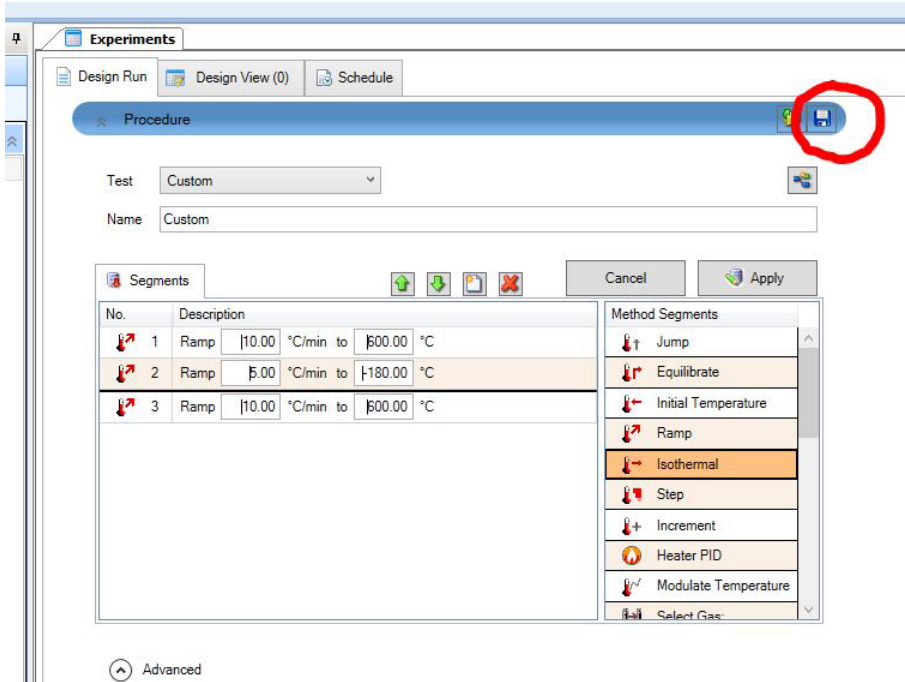 Experiments
Design Run Design View (0) Schedule
Procedure
Test Custom
Name Custom
Segments Cancel Apply
No. Description Method Segments
1 Ramp 10.00 °C/min to 600.00 °C
2 Ramp 5.00 °C/min to -180.00 °C
3 Ramp 10.00 °C/min to 600.00 °C
Jump
Equilibrate
Initial Temperature
Ramp
Isothermal
Step
Increment
Heater PID
Modulate Temperature
Select Gas:
Advanced